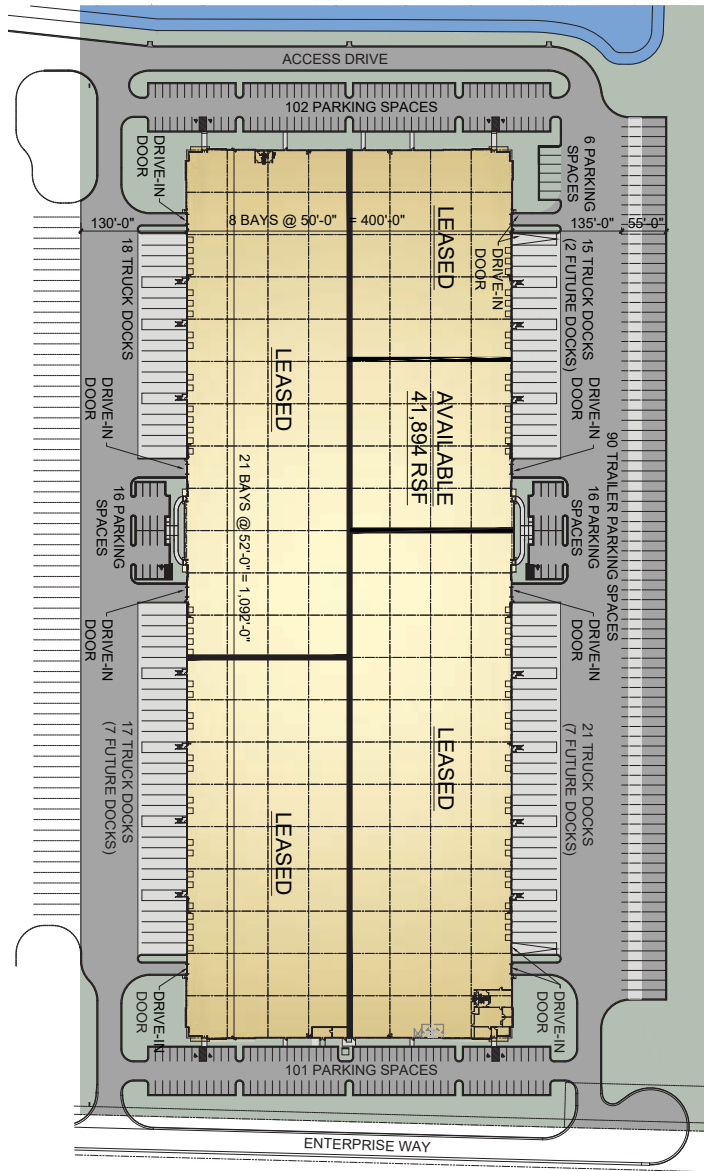 ACCESS DRIVE
102 PARKING SPACES
DRIVE-IN
DOOR
6 PARKING
SPACES
130'-0"
8 BAYS @ 50'-0" = 400'-0"
135'-0"
55'-0"
LEASED
DRIVE-IN
DOOR
18 TRUCK DOCKS
15 TRUCK DOCKS
(2 FUTURE DOCKS)
LEASED
AVAILABLE
41,894 RSF
DRIVE-IN
DOOR
DRIVE-IN
DOOR
90 TRAILER PARKING SPACES
21 BAYS @ 52'-0" = 1,092'-0"
16 PARKING
SPACES
16 PARKING
SPACES
DRIVE-IN
DOOR
DRIVE-IN
DOOR
17 TRUCK DOCKS
(7 FUTURE DOCKS)
LEASED
LEASED
21 TRUCK DOCKS
(7 FUTURE DOCKS)
DRIVE-IN
DOOR
DRIVE-IN
DOOR
101 PARKING SPACES
ENTERPRISE WAY